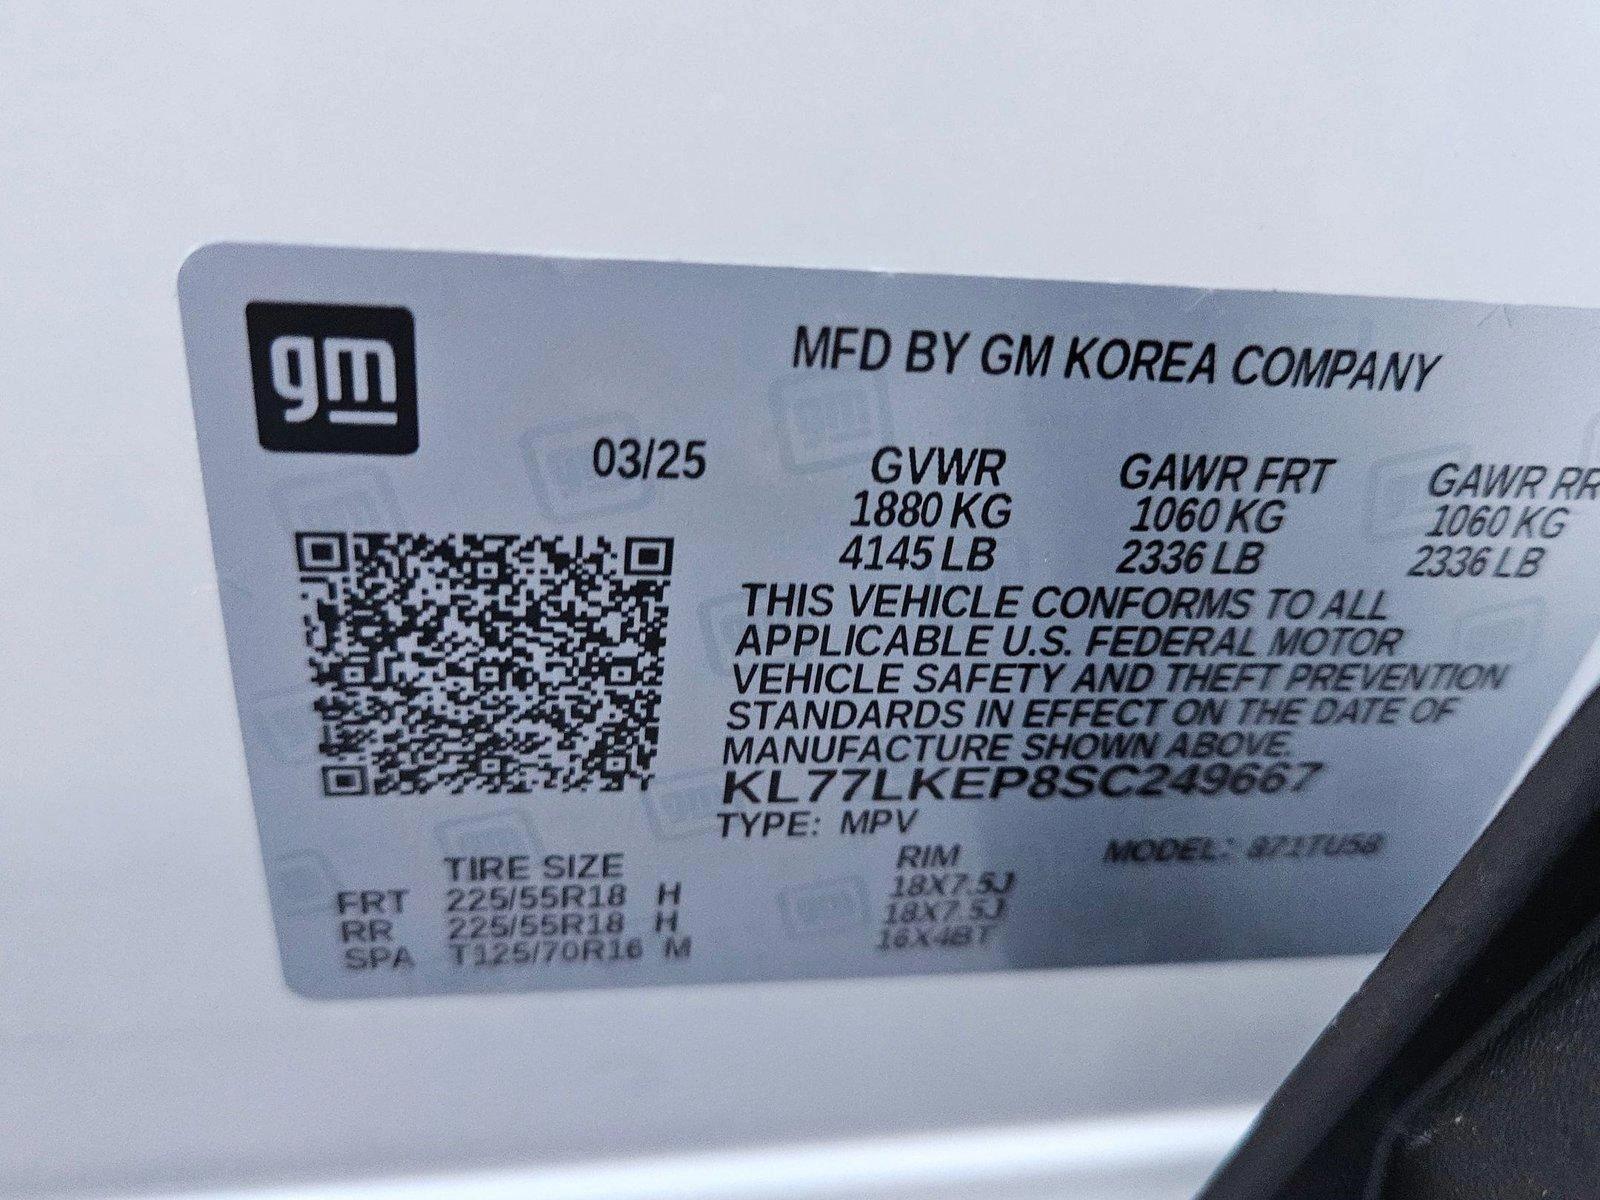 gm
MFD BY GM KOREA COMPANY
03/25
GVWR GAWR FRT GAWR RR
1880 KG 1060 KG 1060 KG
4145 LB 2336 LB 2336 LB
THIS VEHICLE CONFORMS TO ALL
APPLICABLE U.S. FEDERAL MOTOR
VEHICLE SAFETY AND THEFT PREVENTION
STANDARDS IN EFFECT ON THE DATE OF
MANUFACTURE SHOWN ABOVE.
KL77LKEP8SC249667
TYPE: MPV
MODEL:
TIRE SIZE RIM
FRT 225/55R18 H 18X7.5J
RR 225/55R18 H 18X7.5J
SPA T125/70R16 M 16X4BT